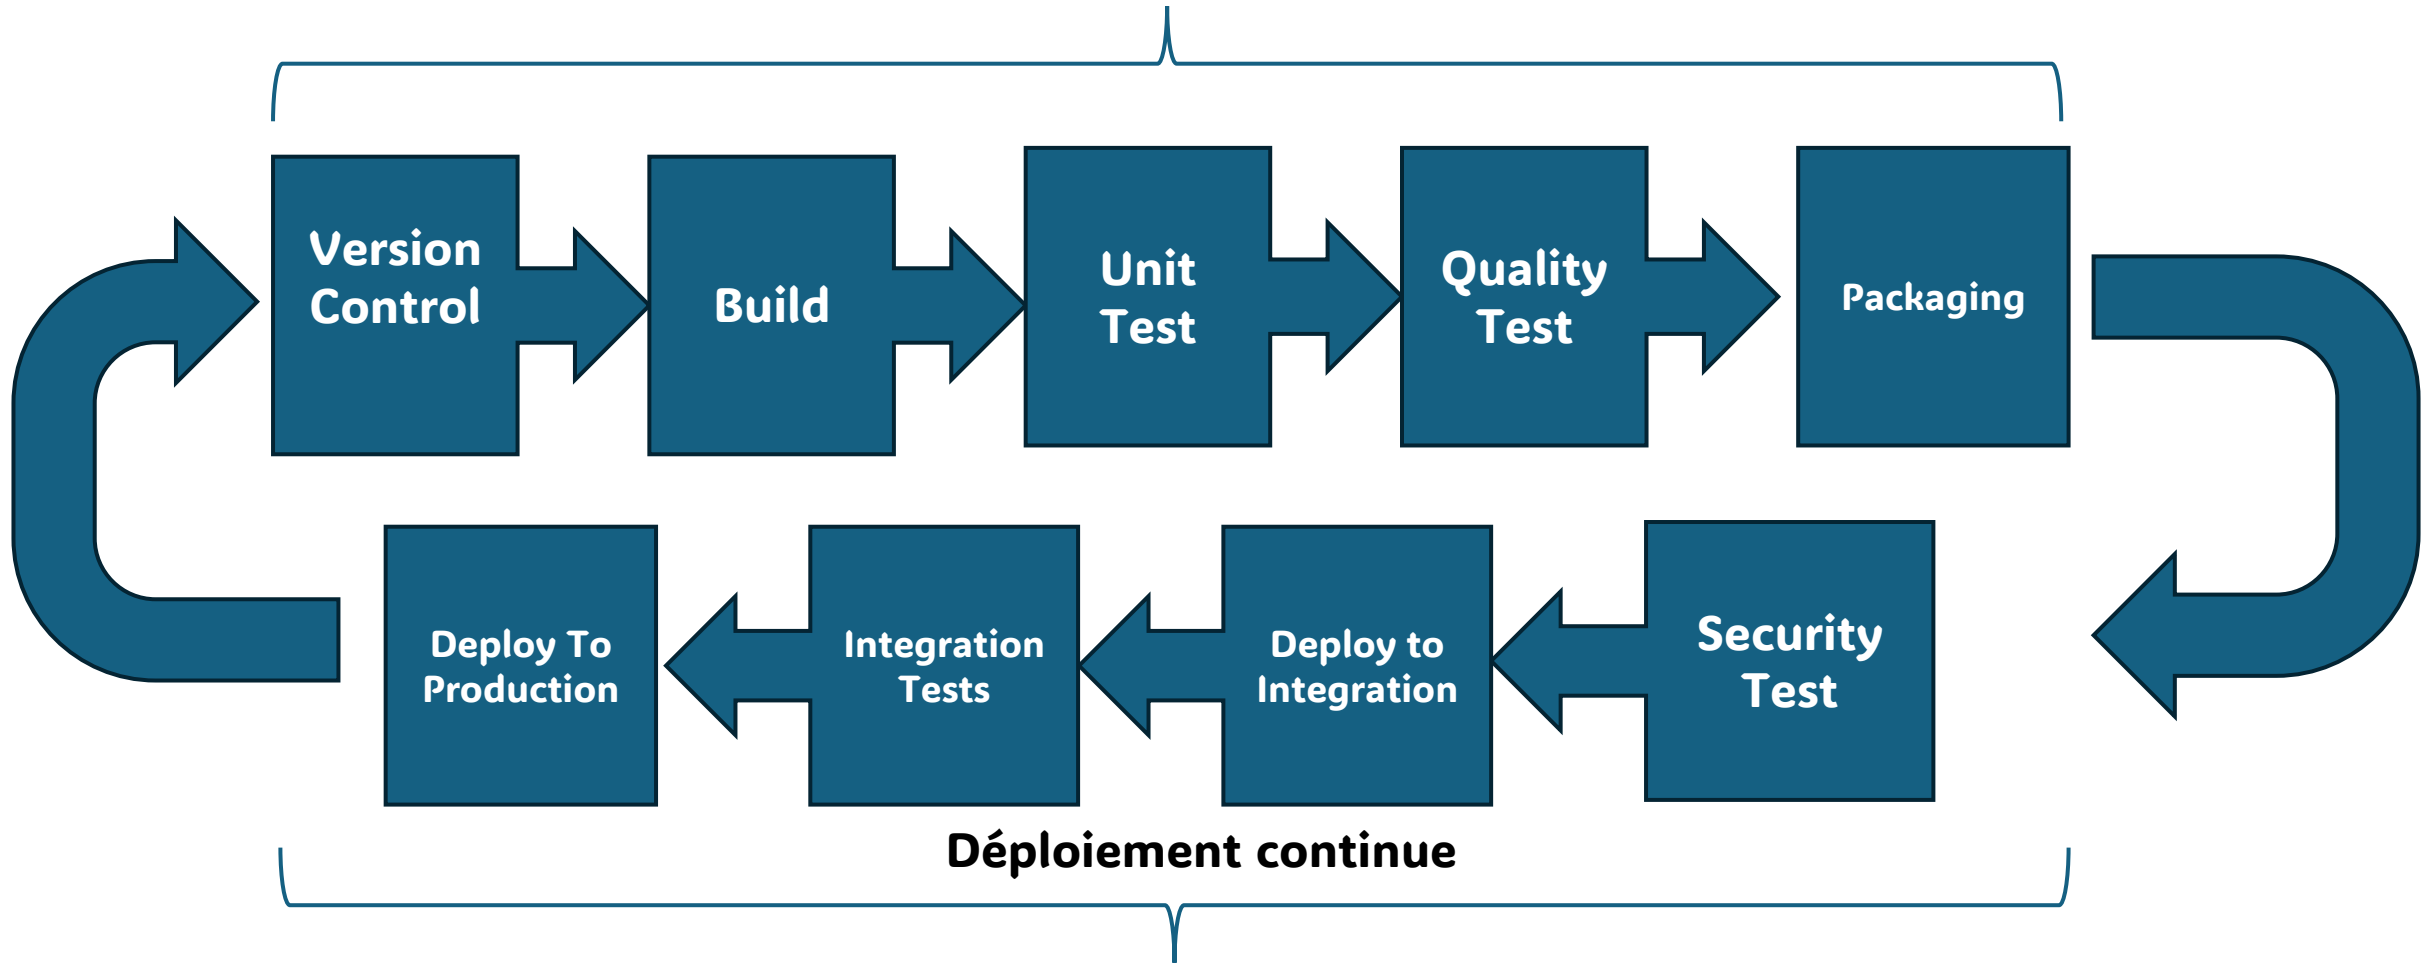 Version
Control
Build
Unit
Test
Quality
Test
Packaging
Deploy To
Production
Integration
Tests
Deploy to
Integration
Security
Test
Déploiement continue